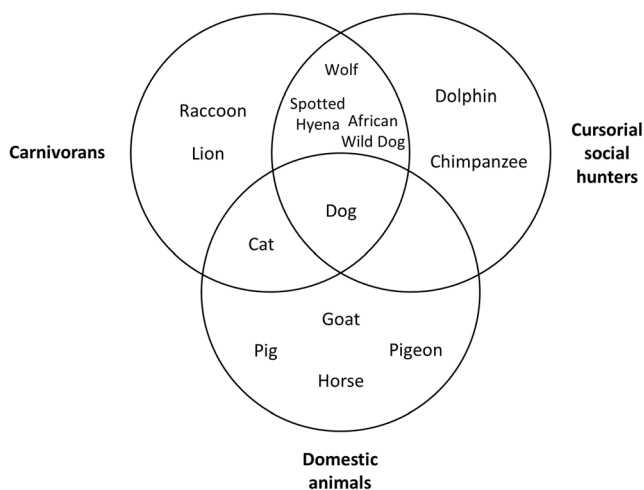 Wolf
Dolphin
Spotted
Hyena
African
Wild Dog
Raccoon
Lion
Chimpanzee
Carnivorans
Cursorial
social
hunters
Dog
Cat
Goat
Pig
Pigeon
Horse
Domestic
animals